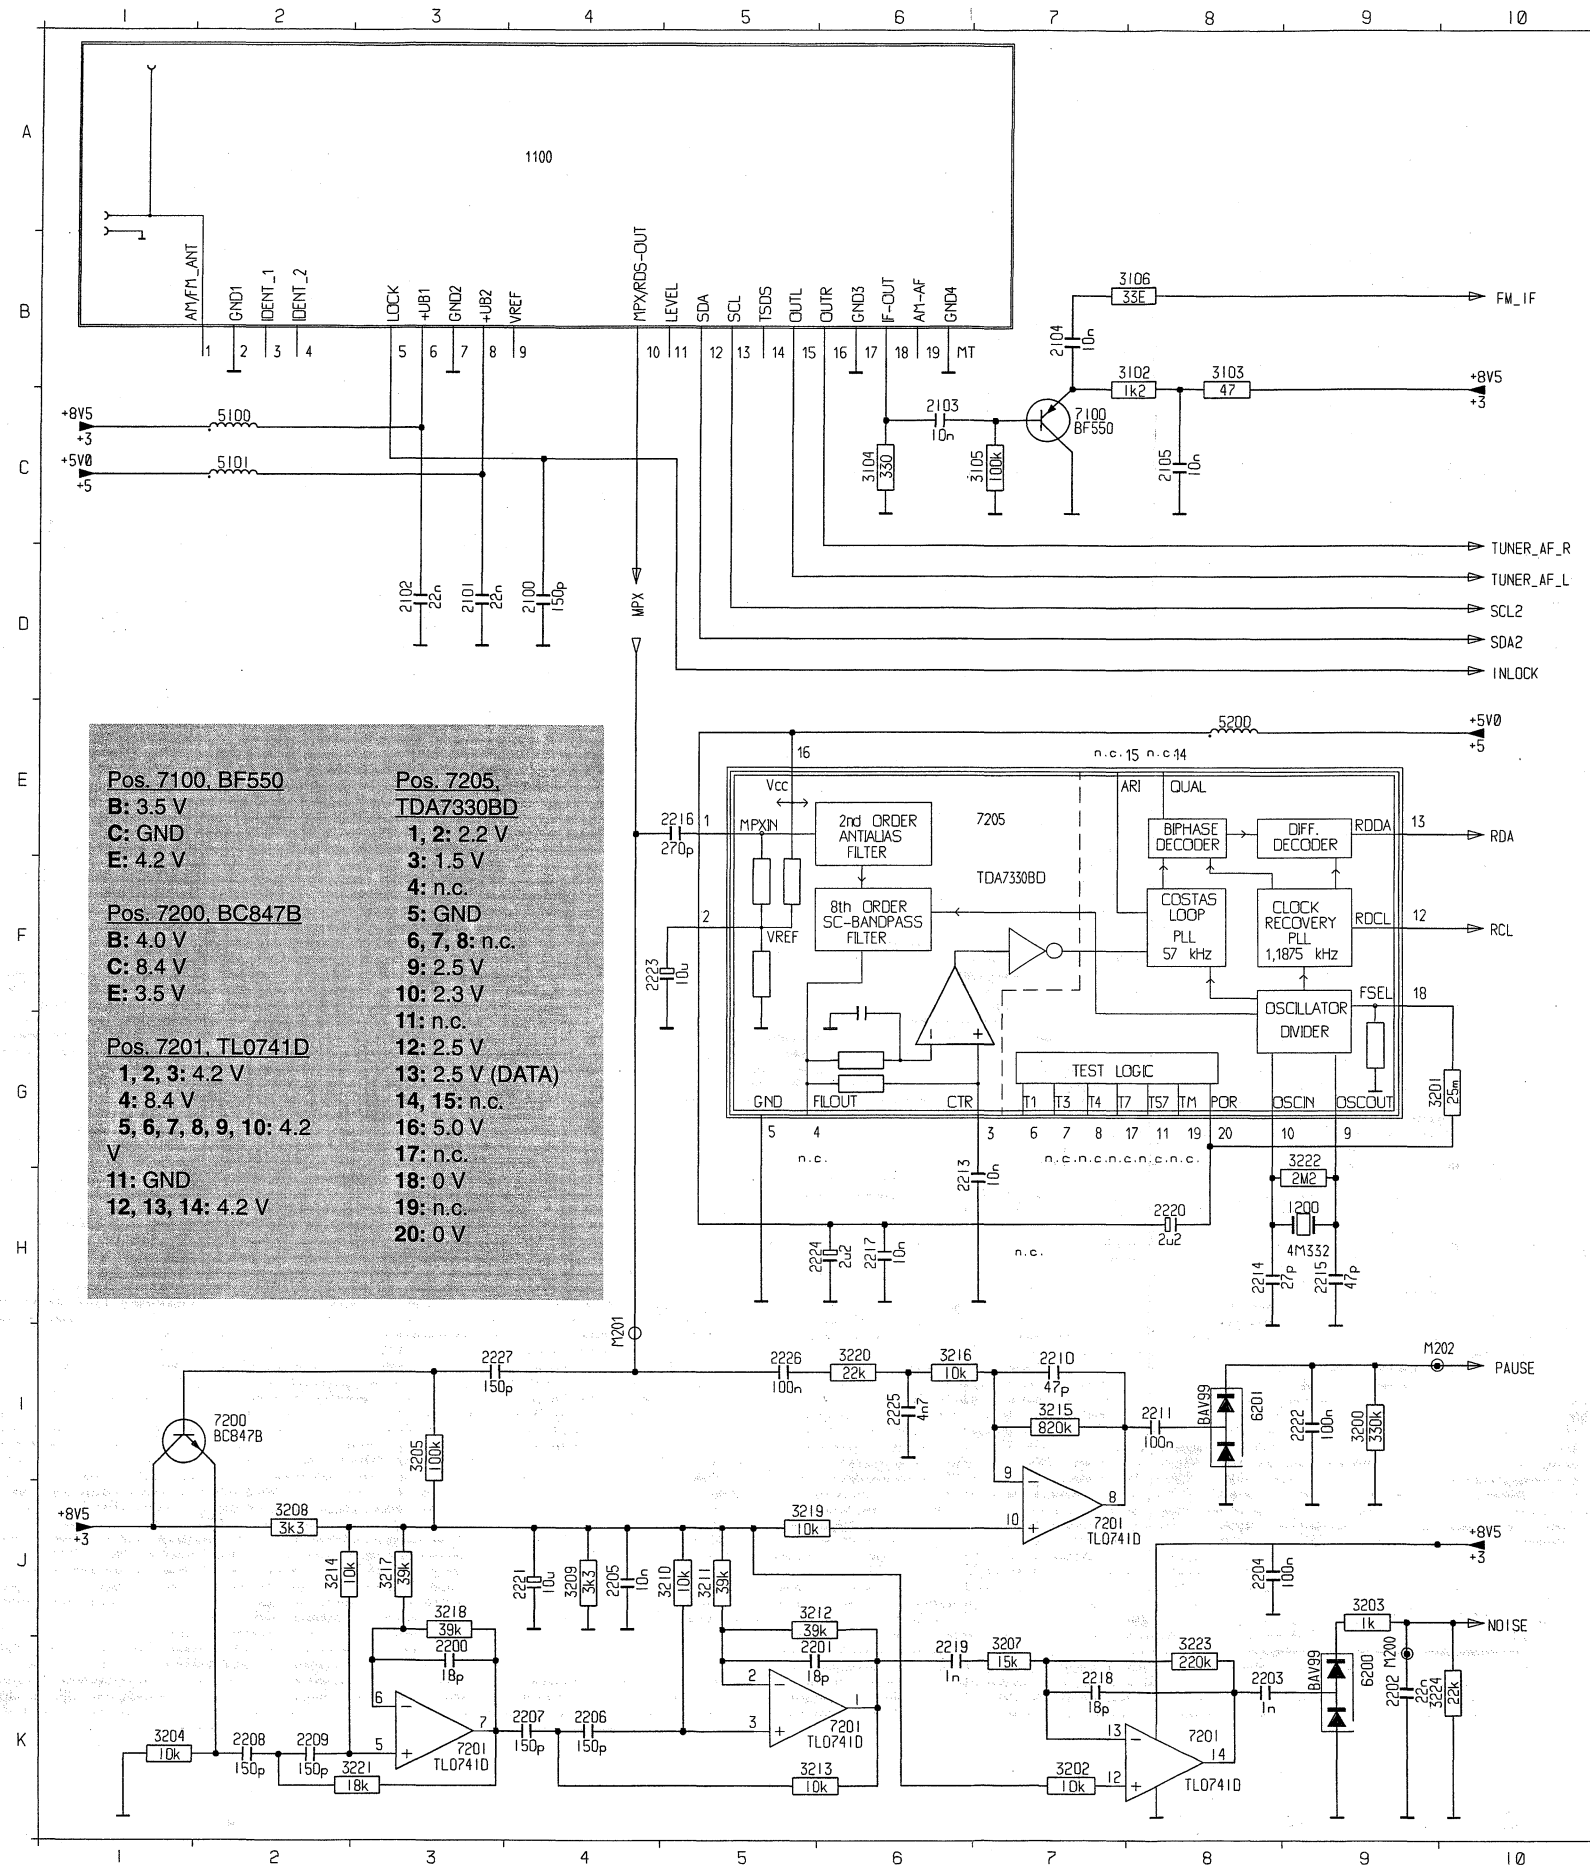 1 2 3 4 5 6 7 8 9 10
A
1100
AM/FM_ANT GND1 IDENT_1 IDENT_2 LOCK +UB1 GND2 +UB2 VREF MPX/RDS-OUT LEVEL SDA SCL TSDS OUTL OUTR GND3 IF-OUT AM-AF GND4
B
1 2 3 4 5 6 7 8 9 10 11 12 13 14 15 16 17 18 19 MT
3106
33E
FM_IF
2104
10n
3102
1k2
3103
47
+8V5
+3
7100
BF550
2103
10n
3104
330
3105
100k
2105
10n
+8V5
+3
5100
C
+5V0
+5
5101
TUNER_AF_R
TUNER_AF_L
SCL2
SDA2
INLOCK
D
2102
22n
2101
22n
2100
150p
MPX
5200
+5V0
+5
E
Pos. 7100, BF550
B: 3.5 V
C: GND
E: 4.2 V
Pos. 7200, BC847B
B: 4.0 V
C: 8.4 V
E: 3.5 V
Pos. 7201, TL0741D
1, 2, 3: 4.2 V
4: 8.4 V
5, 6, 7, 8, 9, 10: 4.2
V
11: GND
12, 13, 14: 4.2 V
Pos. 7205,
TDA7330BD
1, 2: 2.2 V
3: 1.5 V
4: n.c.
5: GND
6, 7, 8: n.c.
9: 2.5 V
10: 2.3 V
11: n.c.
12: 2.5 V
13: 2.5 V (DATA)
14, 15: n.c.
16: 5.0 V
17: n.c.
18: 0 V
19: n.c.
20: 0 V
16
n.c. 15 n.c. 14
Vcc
ARI QUAL
2216
270p
1
MPXIN
2nd ORDER
ANTIALIAS
FILTER
7205
TDA7330BD
BIPHASE
DECODER
DIFF.
DECODER
RDDA
13
RDA
F
2
VREF
8th ORDER
SC-BANDPASS
FILTER
COSTAS
LOOP
PLL
57 kHz
CLOCK
RECOVERY
PLL
1,1875 kHz
RDCL
12
RCL
2223
10u
FSEL
18
OSCILLATOR
DIVIDER
G
TEST LOGIC
3201
25m
GND FILOUT CTR T1 T3 T4 T7 T57 TM POR OSCIN OSCOUT
5 4 3 6 7 8 17 11 19 20 10 9
n.c.
n.c. n.c. n.c. n.c. n.c. n.c.
2213
10n
3222
2M2
1200
4M332
2220
2u2
H
2224
2u2
2217
10n
n.c.
2214
27p
2215
47p
M201
2227
150p
2226
100n
3220
22k
3216
10k
2210
47p
M202
PAUSE
I
7200
BC847B
3205
100k
2225
4n7
3215
820k
2211
100n
BAV99
6201
2222
100n
3200
330k
9
8
10
7201
TL0741D
+8V5
+3
3208
3k3
3219
10k
+8V5
+3
J
3214
10k
3217
39k
2221
10u
3209
3k3
2205
10n
3210
10k
3211
39k
2204
100n
3218
39k
2200
18p
3212
39k
2201
18p
3203
1k
NOISE
2219
1n
3207
15k
3223
220k
2218
18p
2203
1n
BAV99
6200
M200
2202
22n
3224
22k
K
6
7
5
7201
TL0741D
2
1
3
7201
TL0741D
13
14
12
7201
TL0741D
3204
10k
2208
150p
2209
150p
2207
150p
2206
150p
3221
18k
3213
10k
3202
10k
1 2 3 4 5 6 7 8 9 10